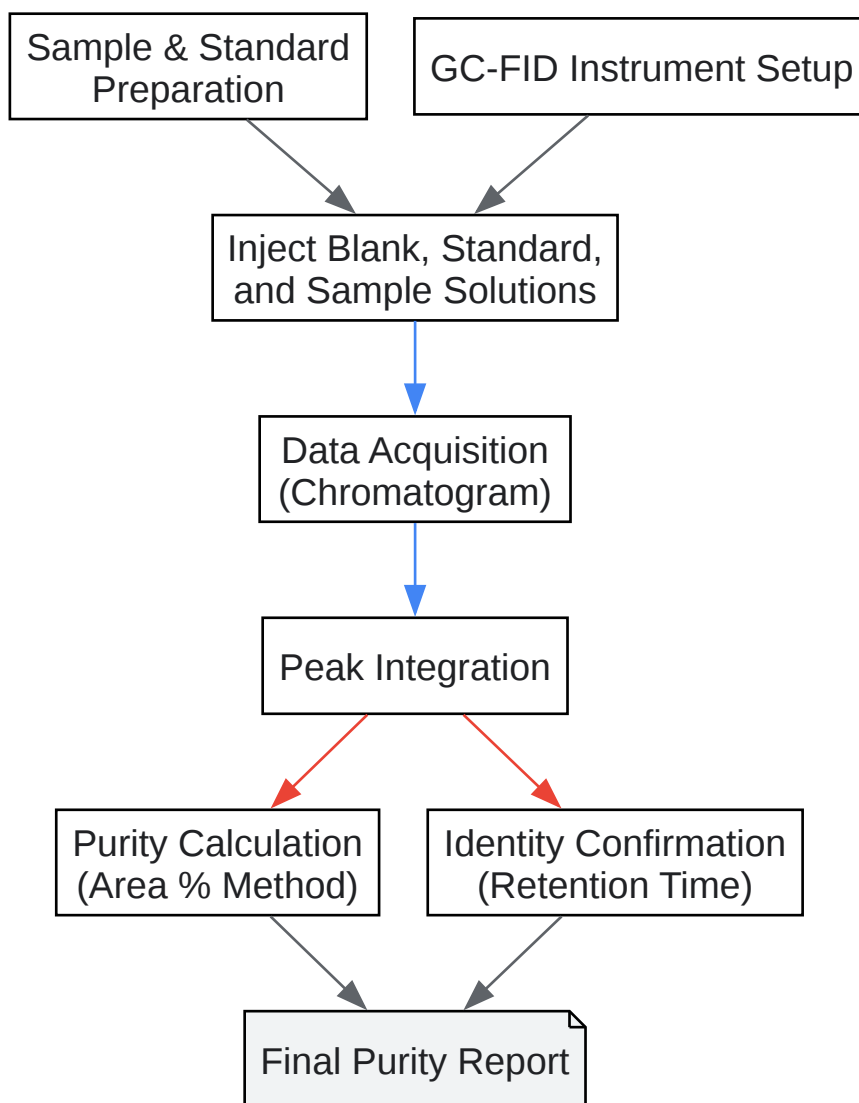 Sample & Standard
Preparation
GC-FID Instrument Setup
Inject Blank, Standard,
and Sample Solutions
Data Acquisition
(Chromatogram)
Peak Integration
Purity Calculation
(Area % Method)
Identity Confirmation
(Retention Time)
Final Purity Report